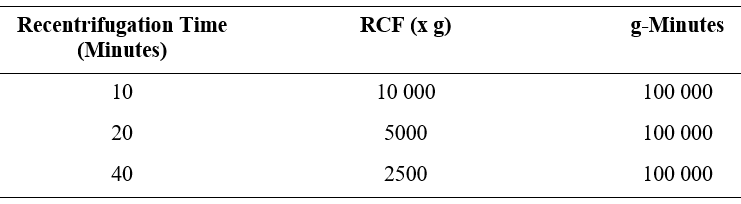 Recentrifugation Time (Minutes) RCF (x g) g-Minutes
10 10 000 100 000
20 5000 100 000
40 2500 100 000